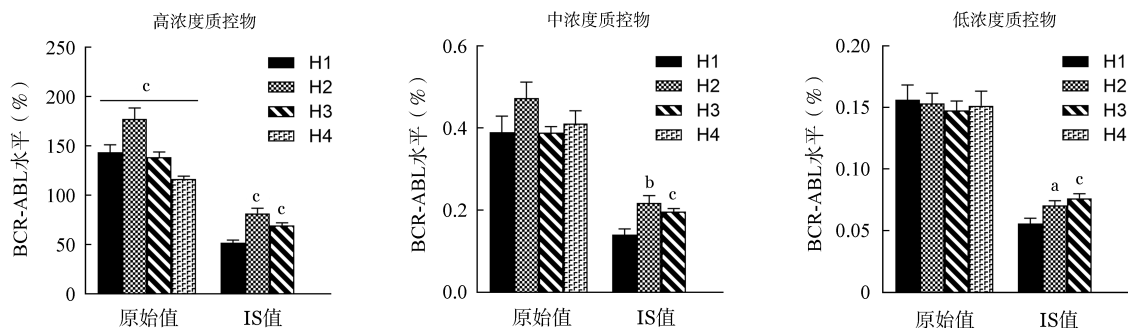 高浓度质控物
BCR-ABL水平（%）
250
200
150
100
50
0
c
c
c
H1
H2
H3
H4
原始值
IS值
中浓度质控物
BCR-ABL水平（%）
0.6
0.4
0.2
0.0
b
c
H1
H2
H3
H4
原始值
IS值
低浓度质控物
BCR-ABL水平（%）
0.20
0.15
0.10
0.05
0.00
a
c
H1
H2
H3
H4
原始值
IS值